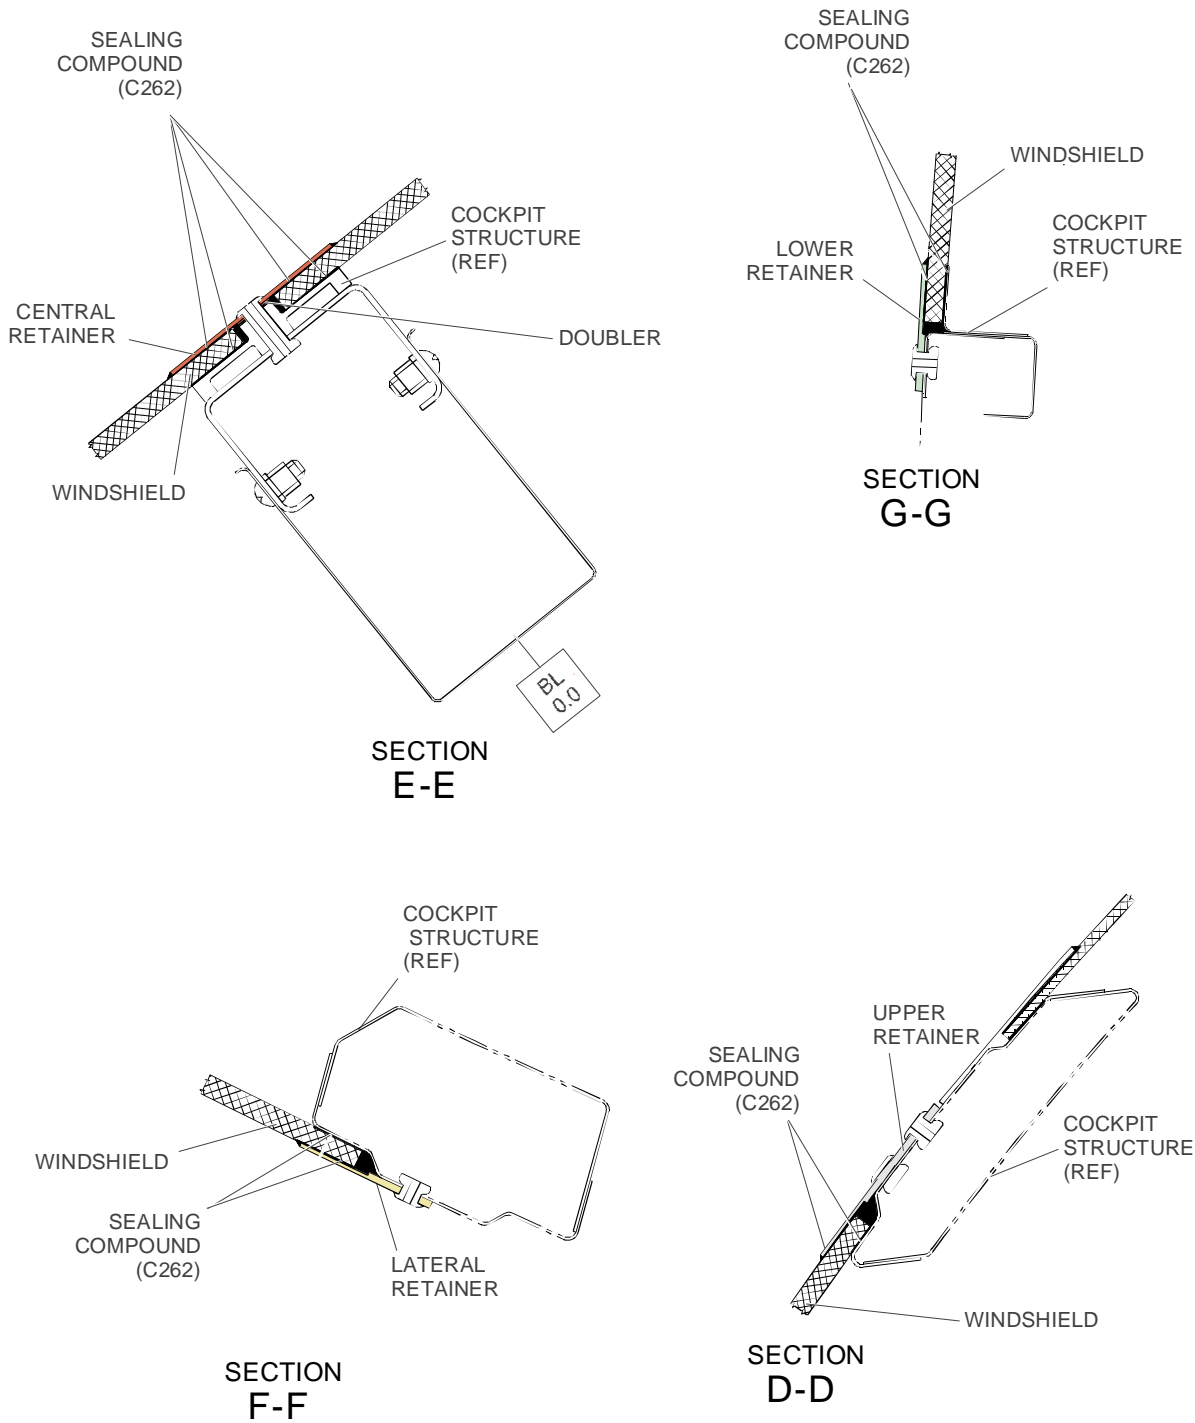 SEALING
COMPOUND
(C262)
COCKPIT
STRUCTURE
(REF)
CENTRAL
RETAINER
DOUBLER
WINDSHIELD
BL
0.0
SECTION
E-E
SEALING
COMPOUND
(C262)
WINDSHIELD
LOWER
RETAINER
COCKPIT
STRUCTURE
(REF)
SECTION
G-G
COCKPIT
STRUCTURE
(REF)
WINDSHIELD
SEALING
COMPOUND
(C262)
LATERAL
RETAINER
SECTION
F-F
UPPER
RETAINER
SEALING
COMPOUND
(C262)
COCKPIT
STRUCTURE
(REF)
WINDSHIELD
SECTION
D-D